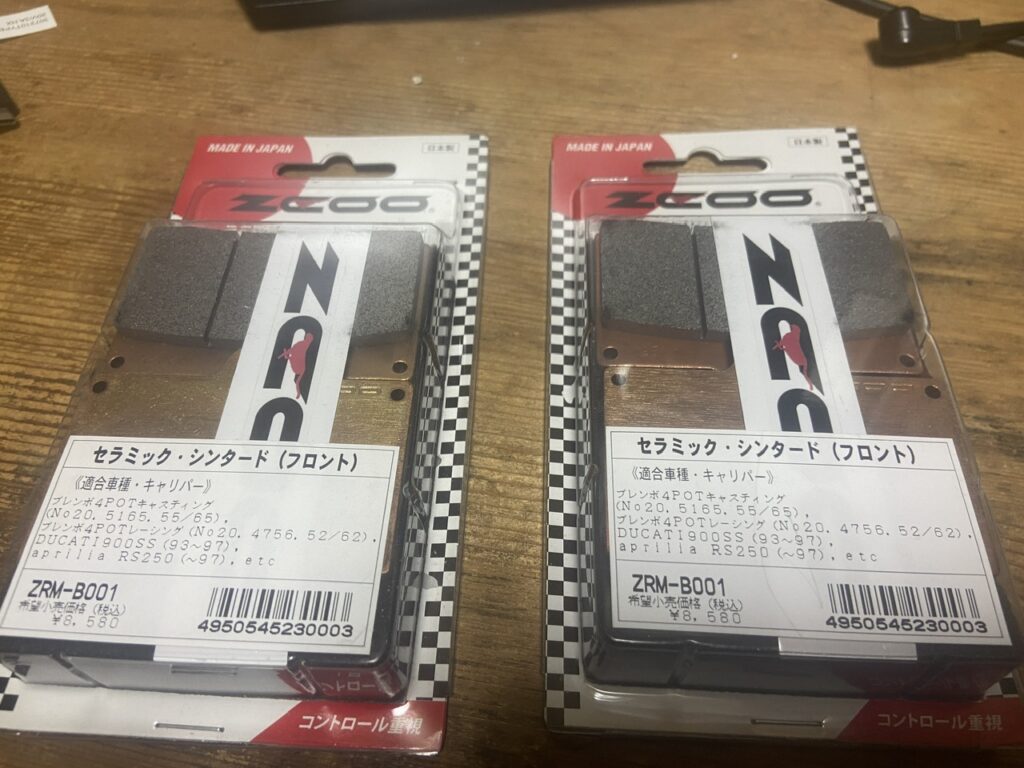 MADE IN JAPAN
日本製
ZCOO
セラミック・シンタード(フロント)
《適合車種・キャリパー》
ブレンボ4POTキャスティング
(No20.5165.55/65),
ブレンボ4POTレーシング(No20.4756.52/62),
DUCATI900SS(93~97),
aprilia RS250(~97),etc
ZRM-B001
希望小売価格(税込)
¥8,580
4950545230003
コントロール重視
MADE IN JAPAN
日本製
ZCOO
セラミック・シンタード(フロント)
《適合車種・キャリパー》
ブレンボ4POTキャスティング
(No20.5165.55/65),
ブレンボ4POTレーシング(No20.4756.52/62),
DUCATI900SS(93~97),
aprilia RS250(~97),etc
ZRM-B001
希望小売価格(税込)
¥8,580
4950545230003
コントロール重視